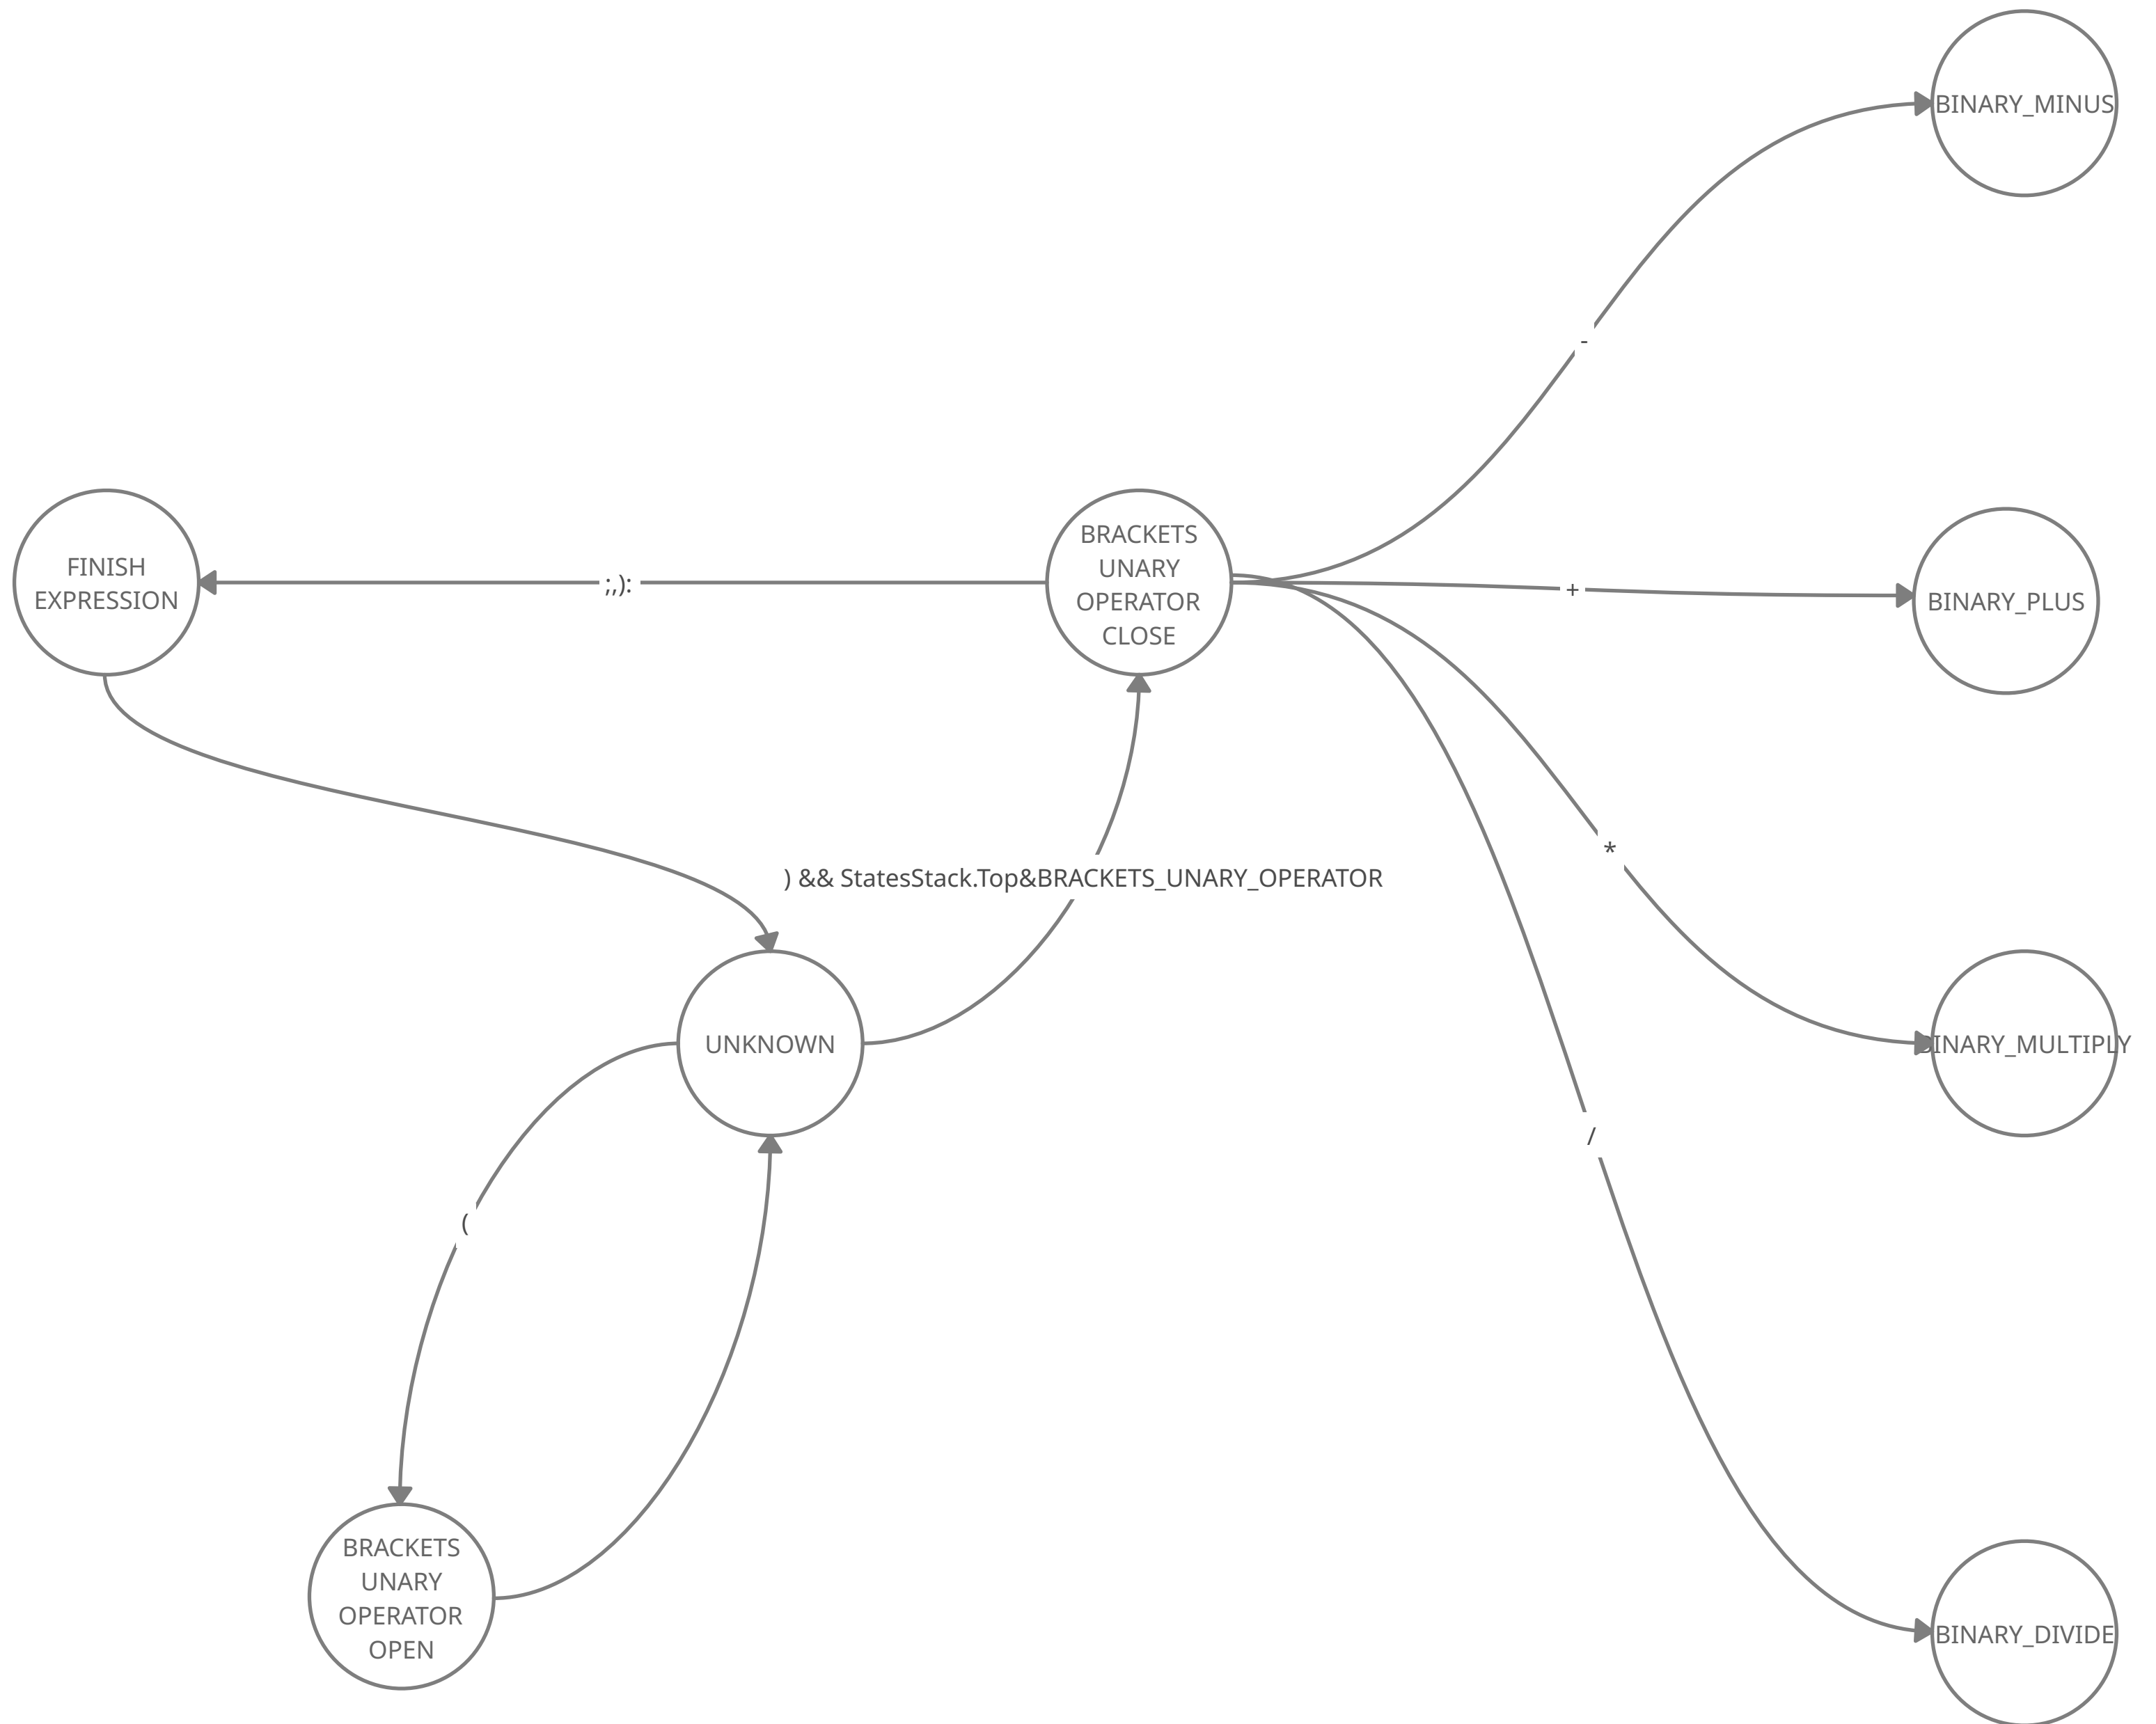 BINARY_MINUS
-
FINISH
EXPRESSION
;,):
BRACKETS
UNARY
OPERATOR
CLOSE
+
BINARY_PLUS
*
) && StatesStack.Top&BRACKETS_UNARY_OPERATOR
UNKNOWN
BINARY_MULTIPLY
/
(
BRACKETS
UNARY
OPERATOR
OPEN
BINARY_DIVIDE